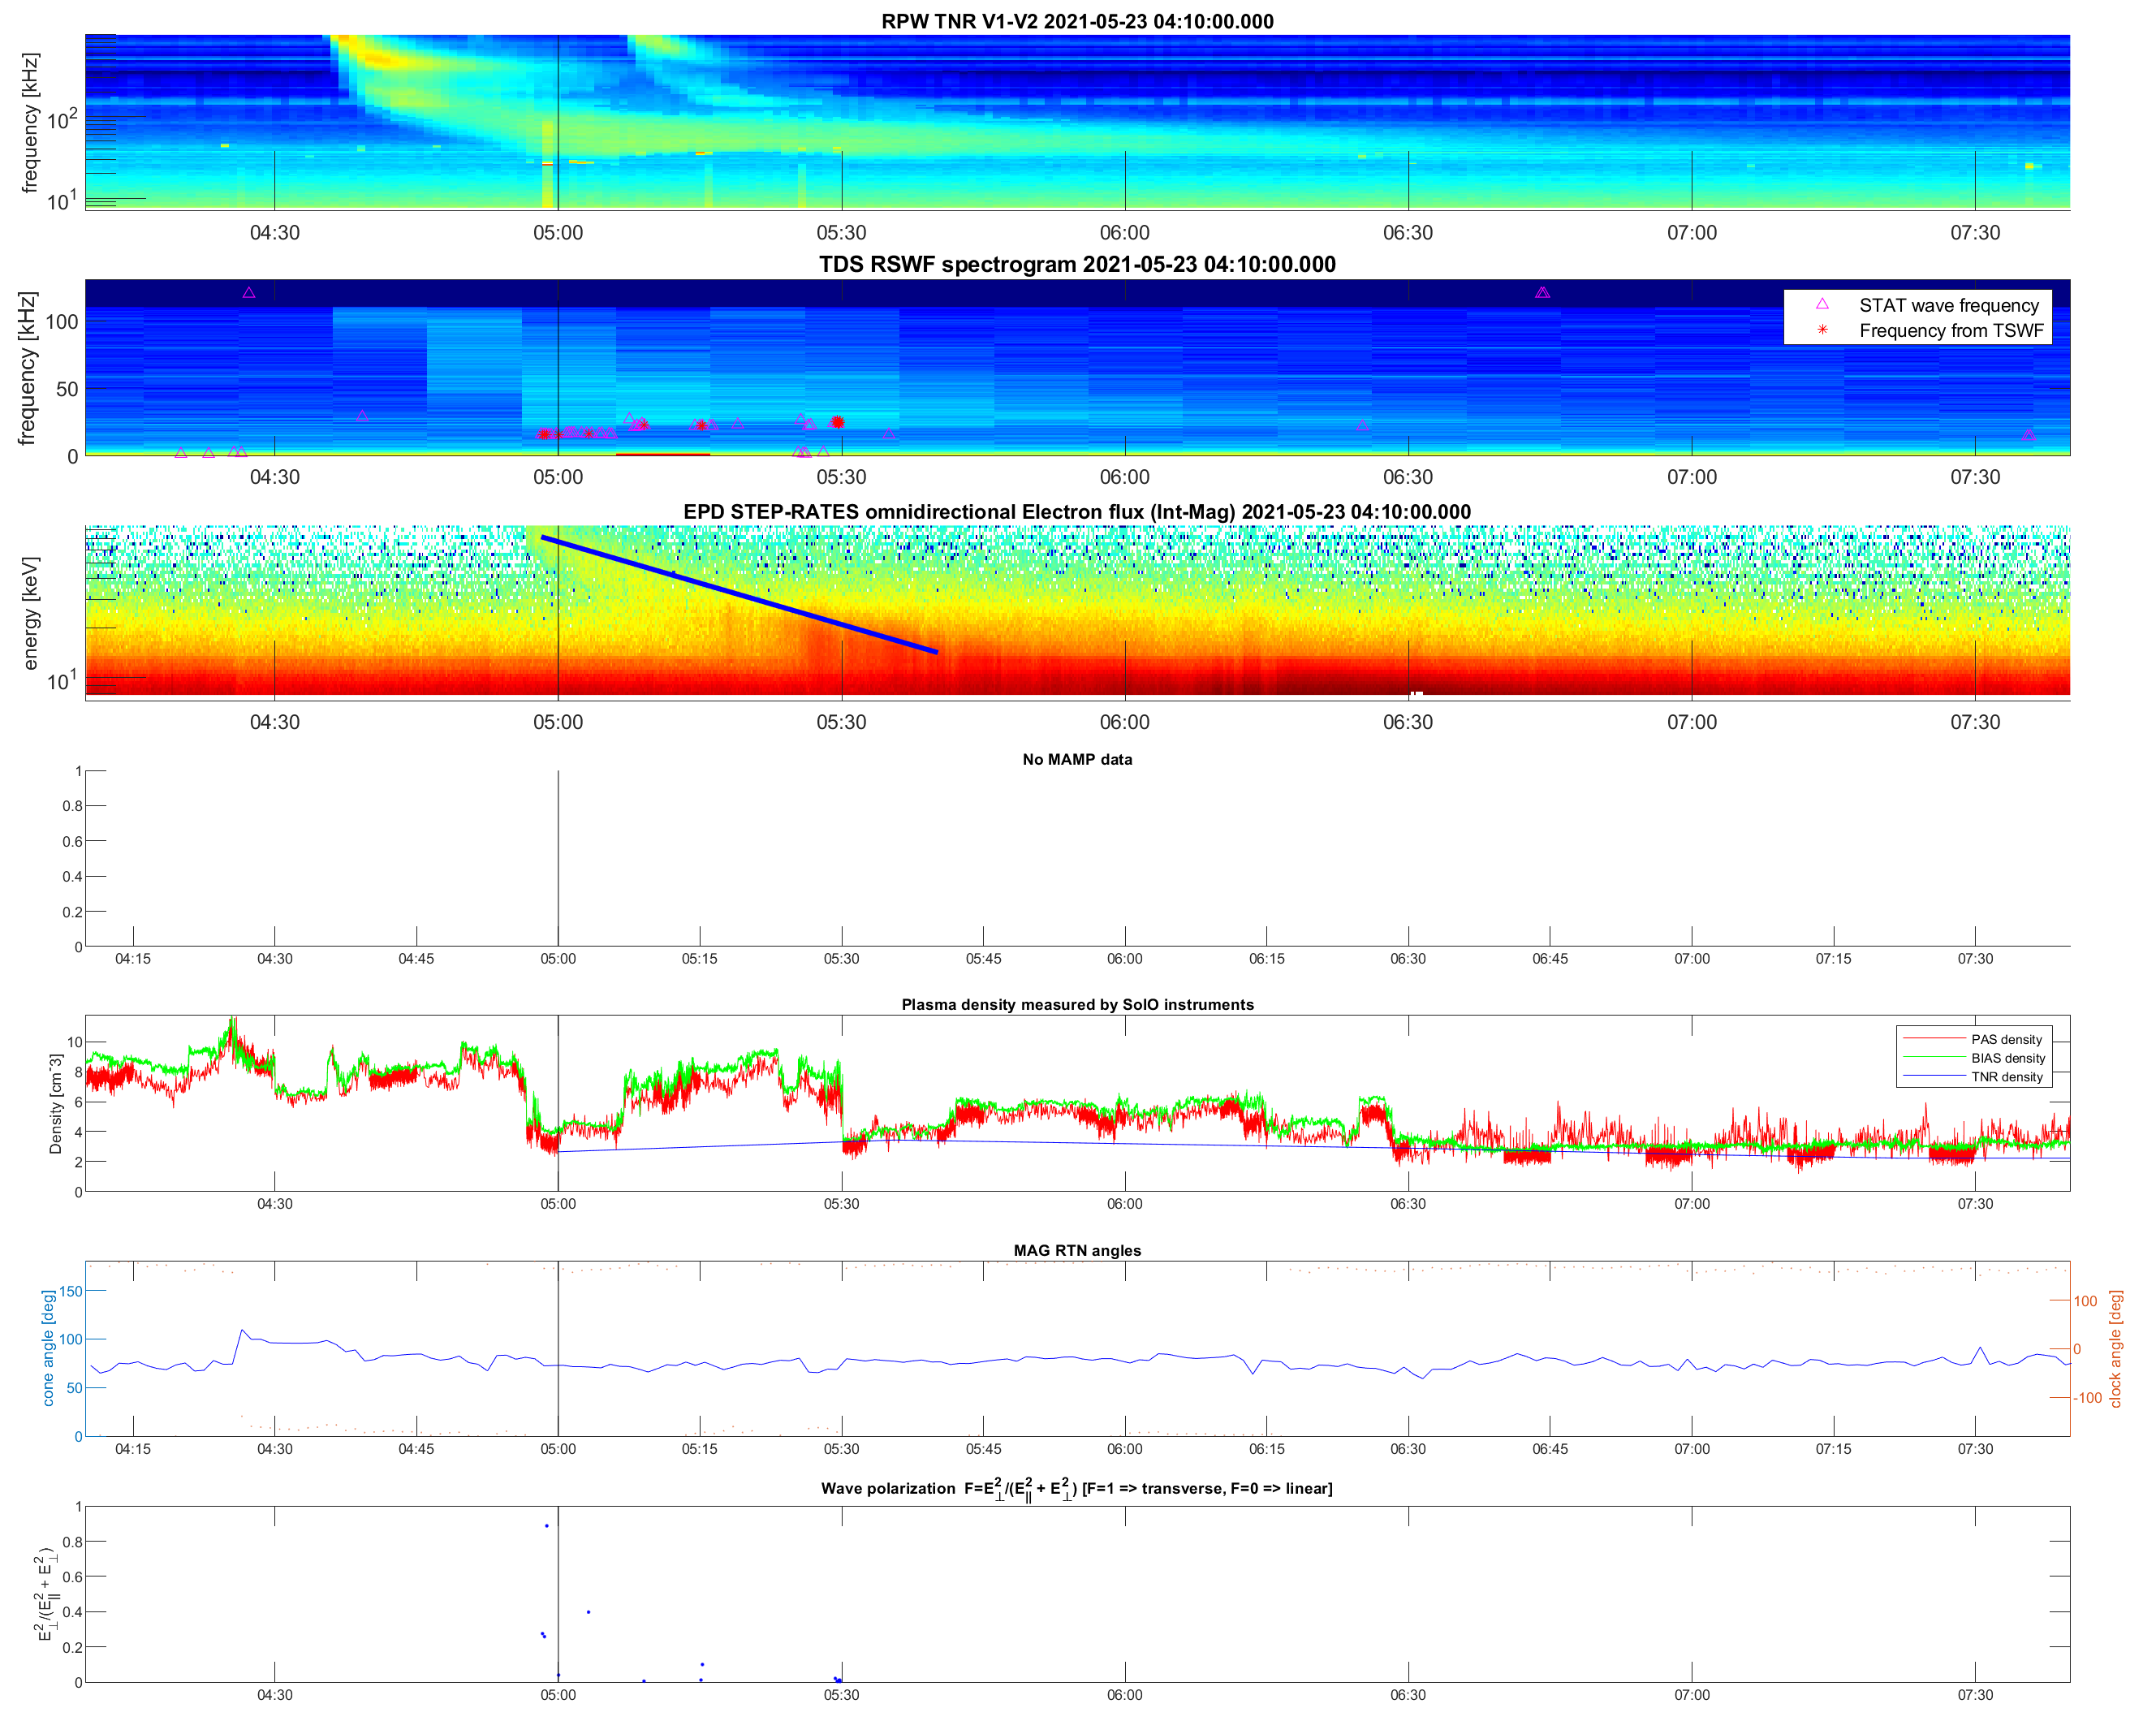 RPW TNR V1-V2 2021-05-23 04:10:00.000
frequency [kHz]
10^2
10^1
04:30 05:00 05:30 06:00 06:30 07:00 07:30
TDS RSWF spectrogram 2021-05-23 04:10:00.000
frequency [kHz]
100
50
0
STAT wave frequency
Frequency from TSWF
04:30 05:00 05:30 06:00 06:30 07:00 07:30
EPD STEP-RATES omnidirectional Electron flux (Int-Mag) 2021-05-23 04:10:00.000
energy [keV]
10^1
04:30 05:00 05:30 06:00 06:30 07:00 07:30
No MAMP data
1
0.8
0.6
0.4
0.2
0
04:15 04:30 04:45 05:00 05:15 05:30 05:45 06:00 06:15 06:30 06:45 07:00 07:15 07:30
Plasma density measured by SolO instruments
Density [cm^-3]
10
8
6
4
2
0
PAS density
BIAS density
TNR density
04:30 05:00 05:30 06:00 06:30 07:00 07:30
MAG RTN angles
cone angle [deg]
150
100
50
0
100
0
-100
clock angle [deg]
04:15 04:30 04:45 05:00 05:15 05:30 05:45 06:00 06:15 06:30 06:45 07:00 07:15 07:30
Wave polarization F=E⊥^2/(E||^2 + E⊥^2) [F=1 => transverse, F=0 => linear]
E⊥^2/(E||^2 + E⊥^2)
1
0.8
0.6
0.4
0.2
0
04:30 05:00 05:30 06:00 06:30 07:00 07:30